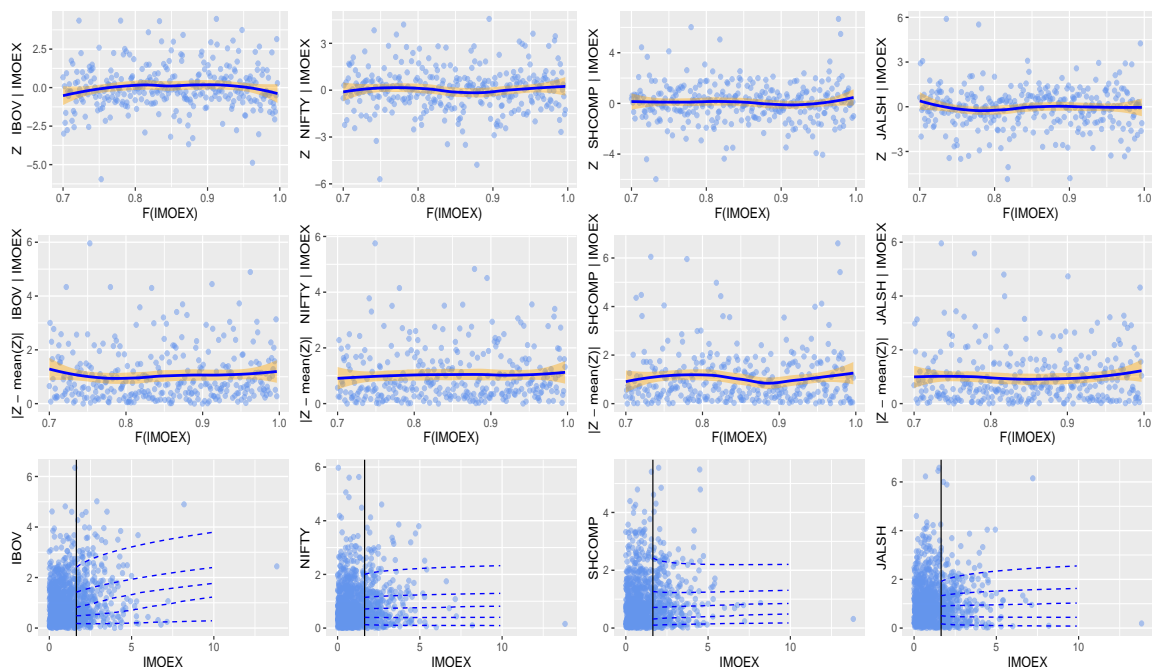 Z IBOV | IMOEX
2.5
0.0
−2.5
−5.0
0.7 0.8 0.9 1.0
F(IMOEX)
Z NIFTY | IMOEX
3
0
−3
−6
0.7 0.8 0.9 1.0
F(IMOEX)
Z SHCOMP | IMOEX
4
0
−4
0.7 0.8 0.9 1.0
F(IMOEX)
Z JALSH | IMOEX
6
3
0
−3
0.7 0.8 0.9 1.0
F(IMOEX)
|Z − mean(Z)| IBOV | IMOEX
6
4
2
0
0.7 0.8 0.9 1.0
F(IMOEX)
|Z − mean(Z)| NIFTY | IMOEX
6
4
2
0
0.7 0.8 0.9 1.0
F(IMOEX)
|Z − mean(Z)| SHCOMP | IMOEX
6
4
2
0
0.7 0.8 0.9 1.0
F(IMOEX)
|Z − mean(Z)| JALSH | IMOEX
6
4
2
0
0.7 0.8 0.9 1.0
F(IMOEX)
IBOV
6
4
2
0
0 5 10
IMOEX
NIFTY
6
4
2
0
0 5 10
IMOEX
SHCOMP
4
2
0
0 5 10
IMOEX
JALSH
6
4
2
0
0 5 10
IMOEX